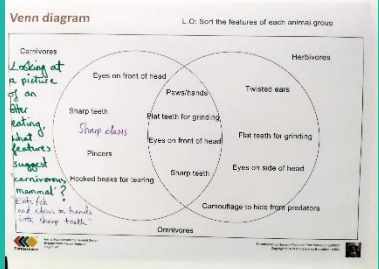 Venn diagram
L.O: Sort the features of each animal group
Carnivores
Herbivores
Looking at
a picture
of an
otter
eating,
what
features
suggest
"carnivorous
mammal"?
"Eats fish
and claws on hands
with sharp teeth"
Eyes on front of head
Sharp teeth
Sharp claws
Pincers
Hooked beaks for tearing
Paws/hands
Flat teeth for grinding
Eyes on front of head
Sharp teeth
Twisted ears
Flat teeth for grinding
Eyes on side of head
Camouflage to hide from predators
Omnivores